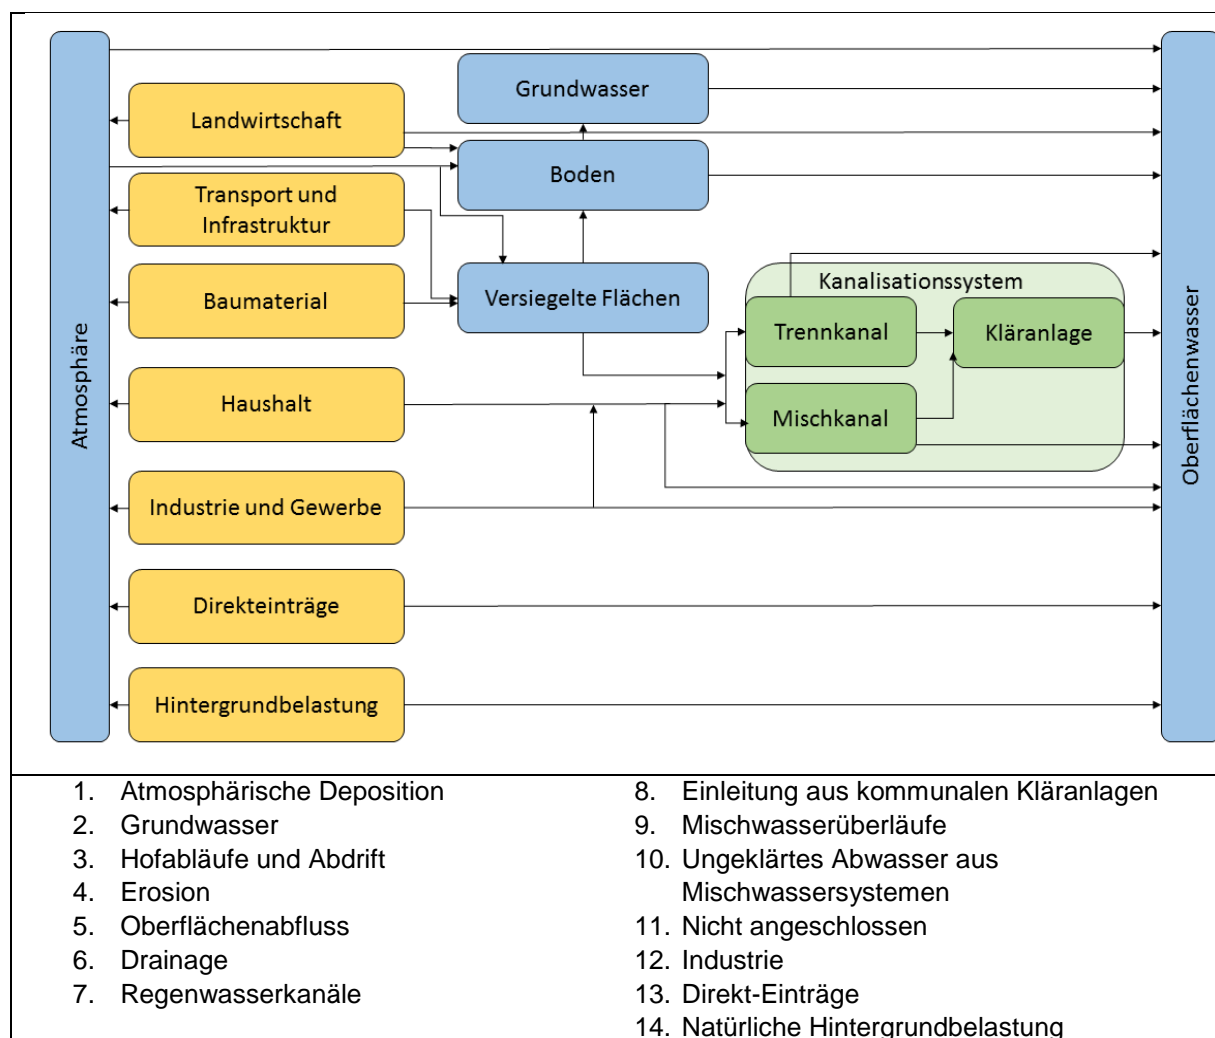 Atmosphäre
Landwirtschaft
Transport und
Infrastruktur
Baumaterial
Haushalt
Industrie und Gewerbe
Direkteinträge
Hintergrundbelastung
Grundwasser
Boden
Versiegelte Flächen
Kanalisationssystem
Trennkanal
Kläranlage
Mischkanal
Oberflächenwasser
1. Atmosphärische Deposition
2. Grundwasser
3. Hofabläufe und Abdrift
4. Erosion
5. Oberflächenabfluss
6. Drainage
7. Regenwasserkanäle
8. Einleitung aus kommunalen Kläranlagen
9. Mischwasserüberläufe
10. Ungeklärtes Abwasser aus
Mischwassersystemen
11. Nicht angeschlossen
12. Industrie
13. Direkt-Einträge
14. Natürliche Hintergrundbelastung